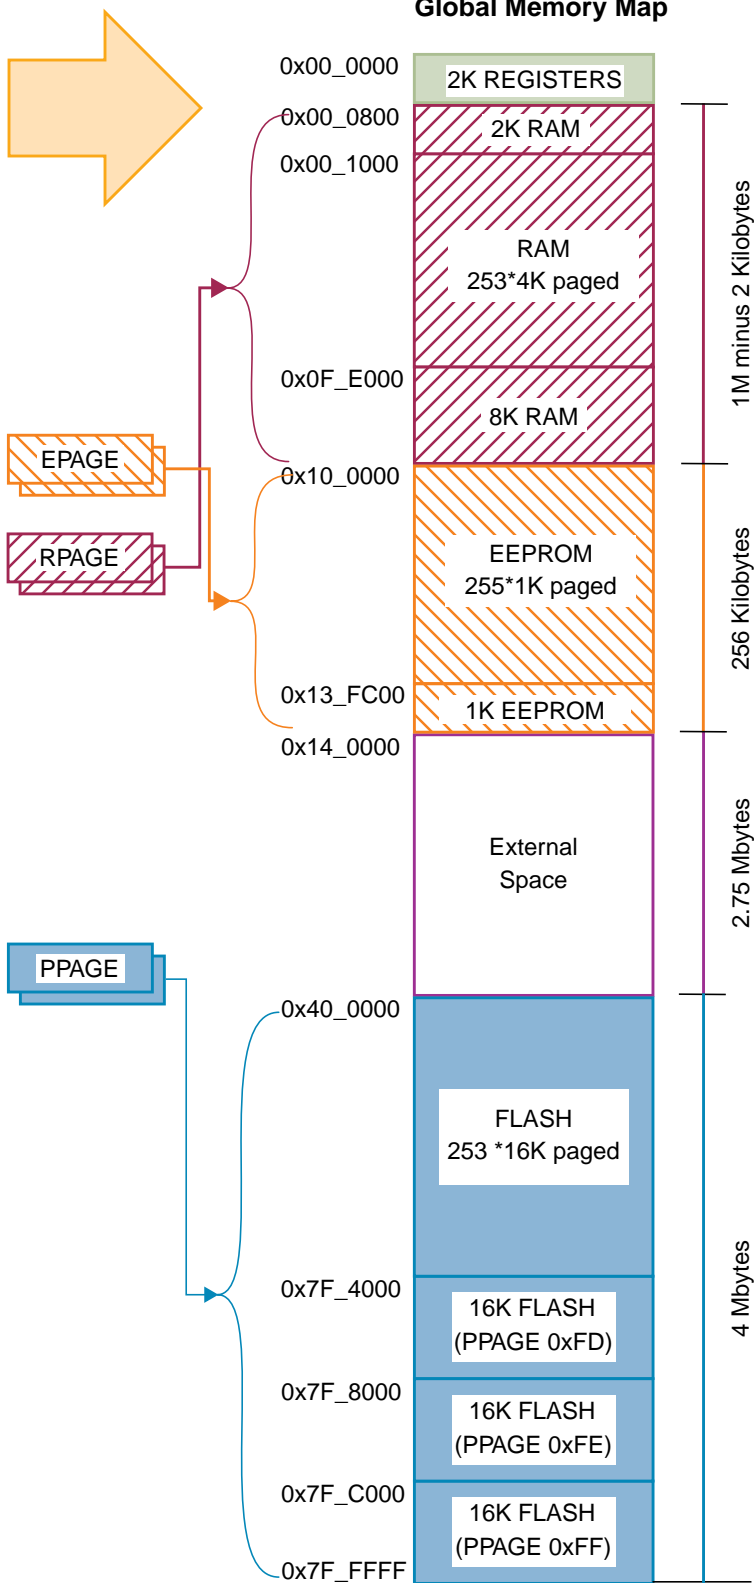 Global Memory Map
0x00_0000
2K REGISTERS
0x00_0800
2K RAM
0x00_1000
RAM
253*4K paged
1M minus 2 Kilobytes
0x0F_E000
8K RAM
EPAGE
0x10_0000
RPAGE
EEPROM
255*1K paged
256 Kilobytes
0x13_FC00
1K EEPROM
0x14_0000
External
Space
2.75 Mbytes
PPAGE
0x40_0000
FLASH
253 *16K paged
4 Mbytes
0x7F_4000
16K FLASH
(PPAGE 0xFD)
0x7F_8000
16K FLASH
(PPAGE 0xFE)
0x7F_C000
16K FLASH
(PPAGE 0xFF)
0x7F_FFFF